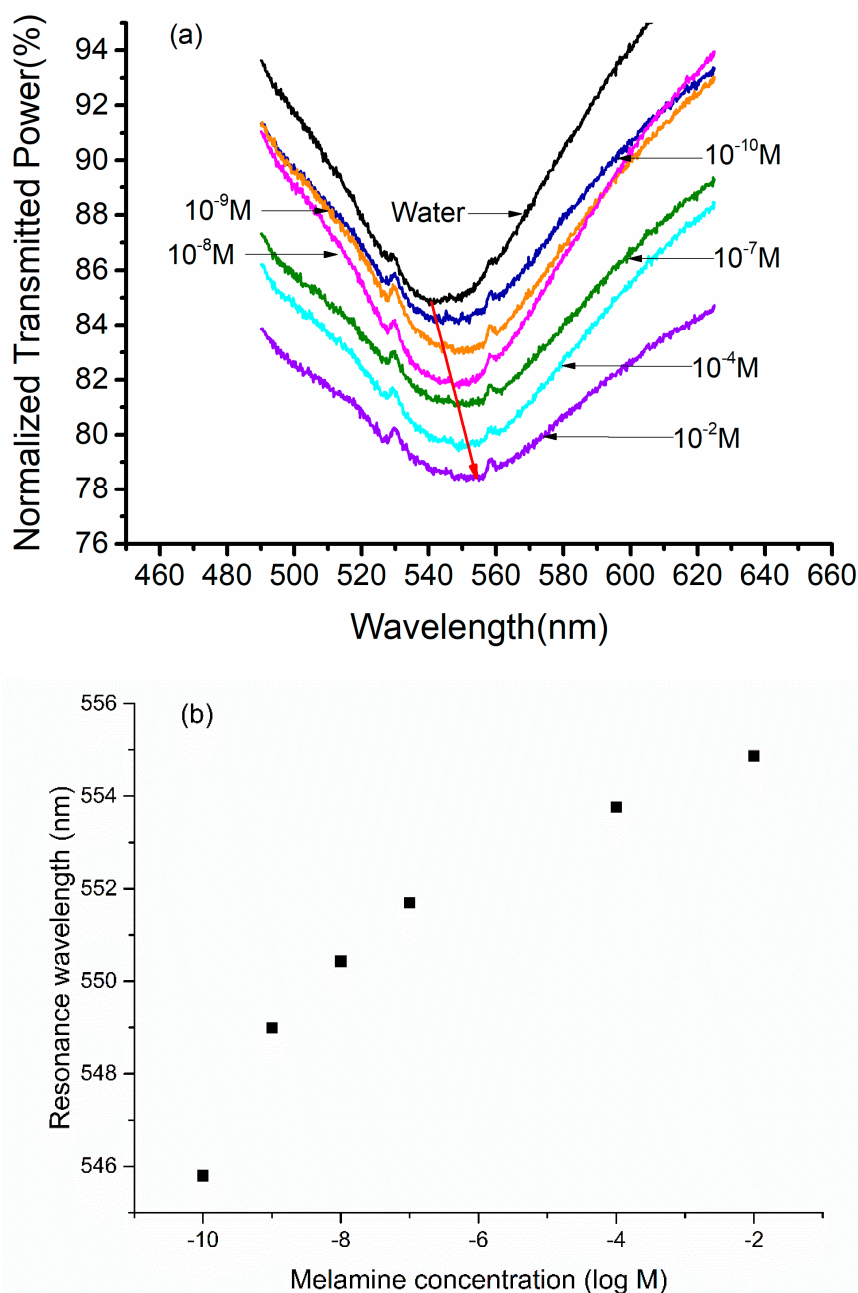 (a)
94
92
90
88
86
84
82
80
78
76
Normalized Transmitted Power(%)
10⁻¹⁰M
10⁻⁹M
Water
10⁻⁸M
10⁻⁷M
10⁻⁴M
10⁻²M
460 480 500 520 540 560 580 600 620 640 660
Wavelength(nm)
(b)
556
554
552
550
548
546
Resonance wavelength (nm)
-10 -8 -6 -4 -2
Melamine concentration (log M)